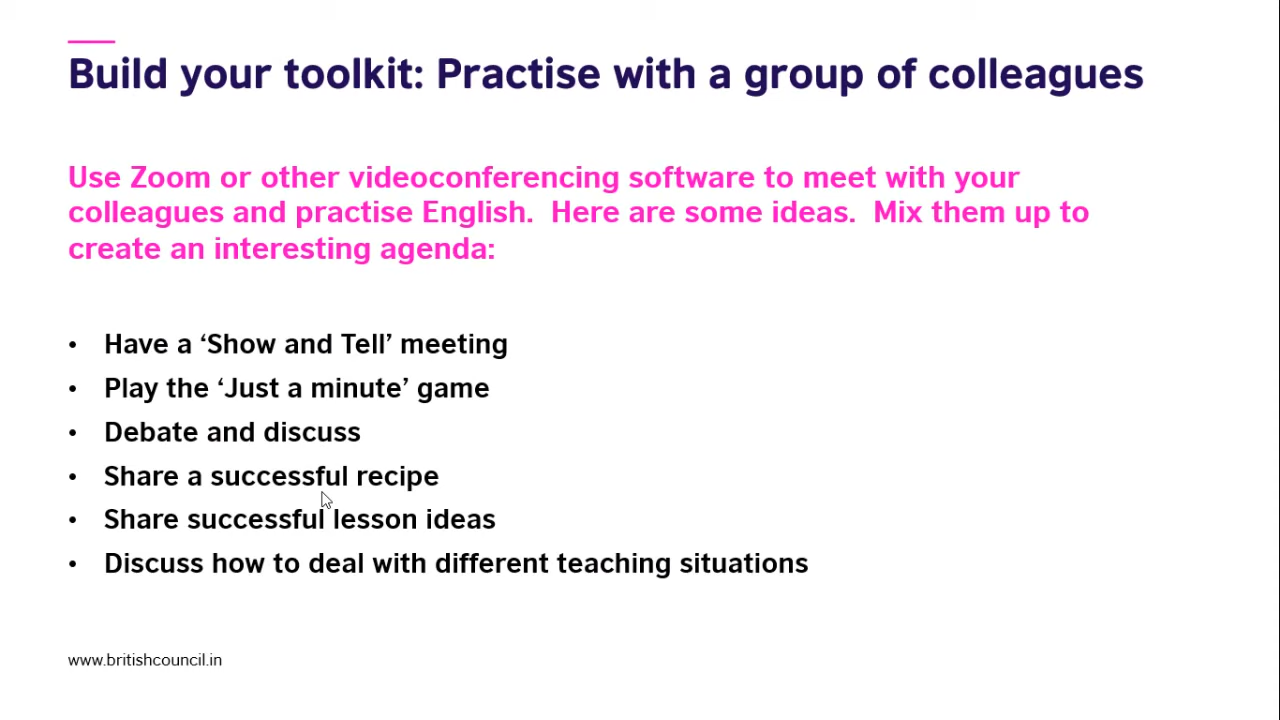 Build your toolkit: Practise with a group of colleagues
Use Zoom or other videoconferencing software to meet with your
colleagues and practise English.  Here are some ideas.  Mix them up to
create an interesting agenda:
• Have a ‘Show and Tell’ meeting
• Play the ‘Just a minute’ game
• Debate and discuss
• Share a successful recipe
• Share successful lesson ideas
• Discuss how to deal with different teaching situations
www.britishcouncil.in